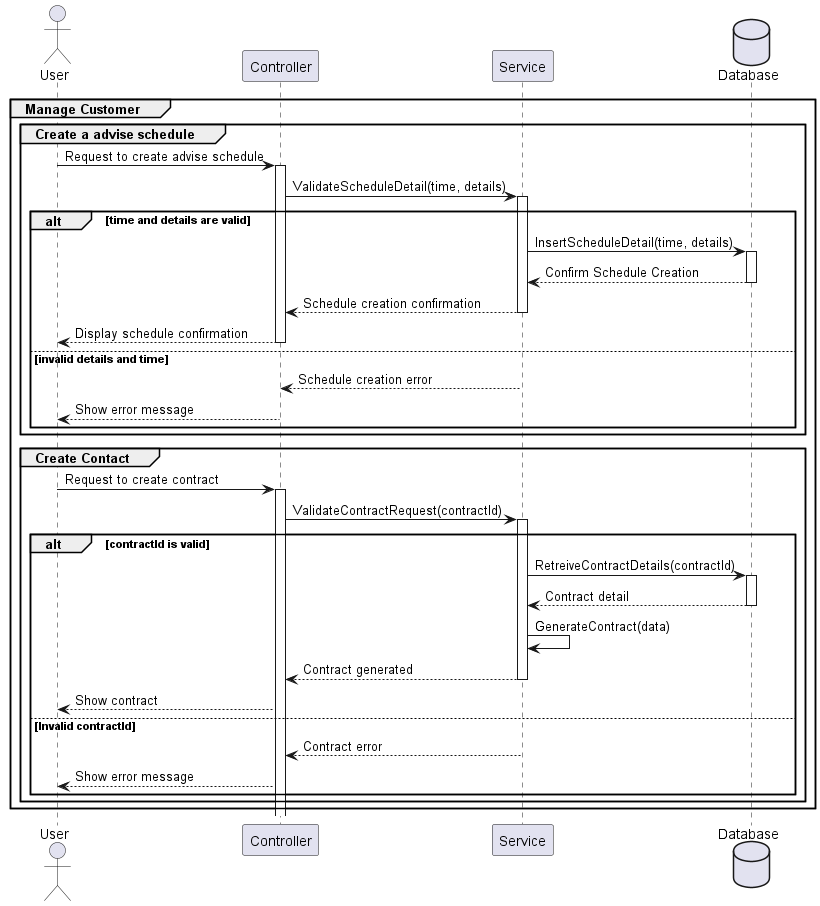 User
Controller
Service
Database
Manage Customer
Create a advise schedule
Request to create advise schedule
ValidateScheduleDetail(time, details)
alt [time and details are valid]
InsertScheduleDetail(time, details)
Confirm Schedule Creation
Schedule creation confirmation
Display schedule confirmation
[invalid details and time]
Schedule creation error
Show error message
Create Contact
Request to create contract
ValidateContractRequest(contractId)
alt [contractId is valid]
RetreiveContractDetails(contractId)
Contract detail
GenerateContract(data)
Contract generated
Show contract
[Invalid contractId]
Contract error
Show error message
User
Controller
Service
Database